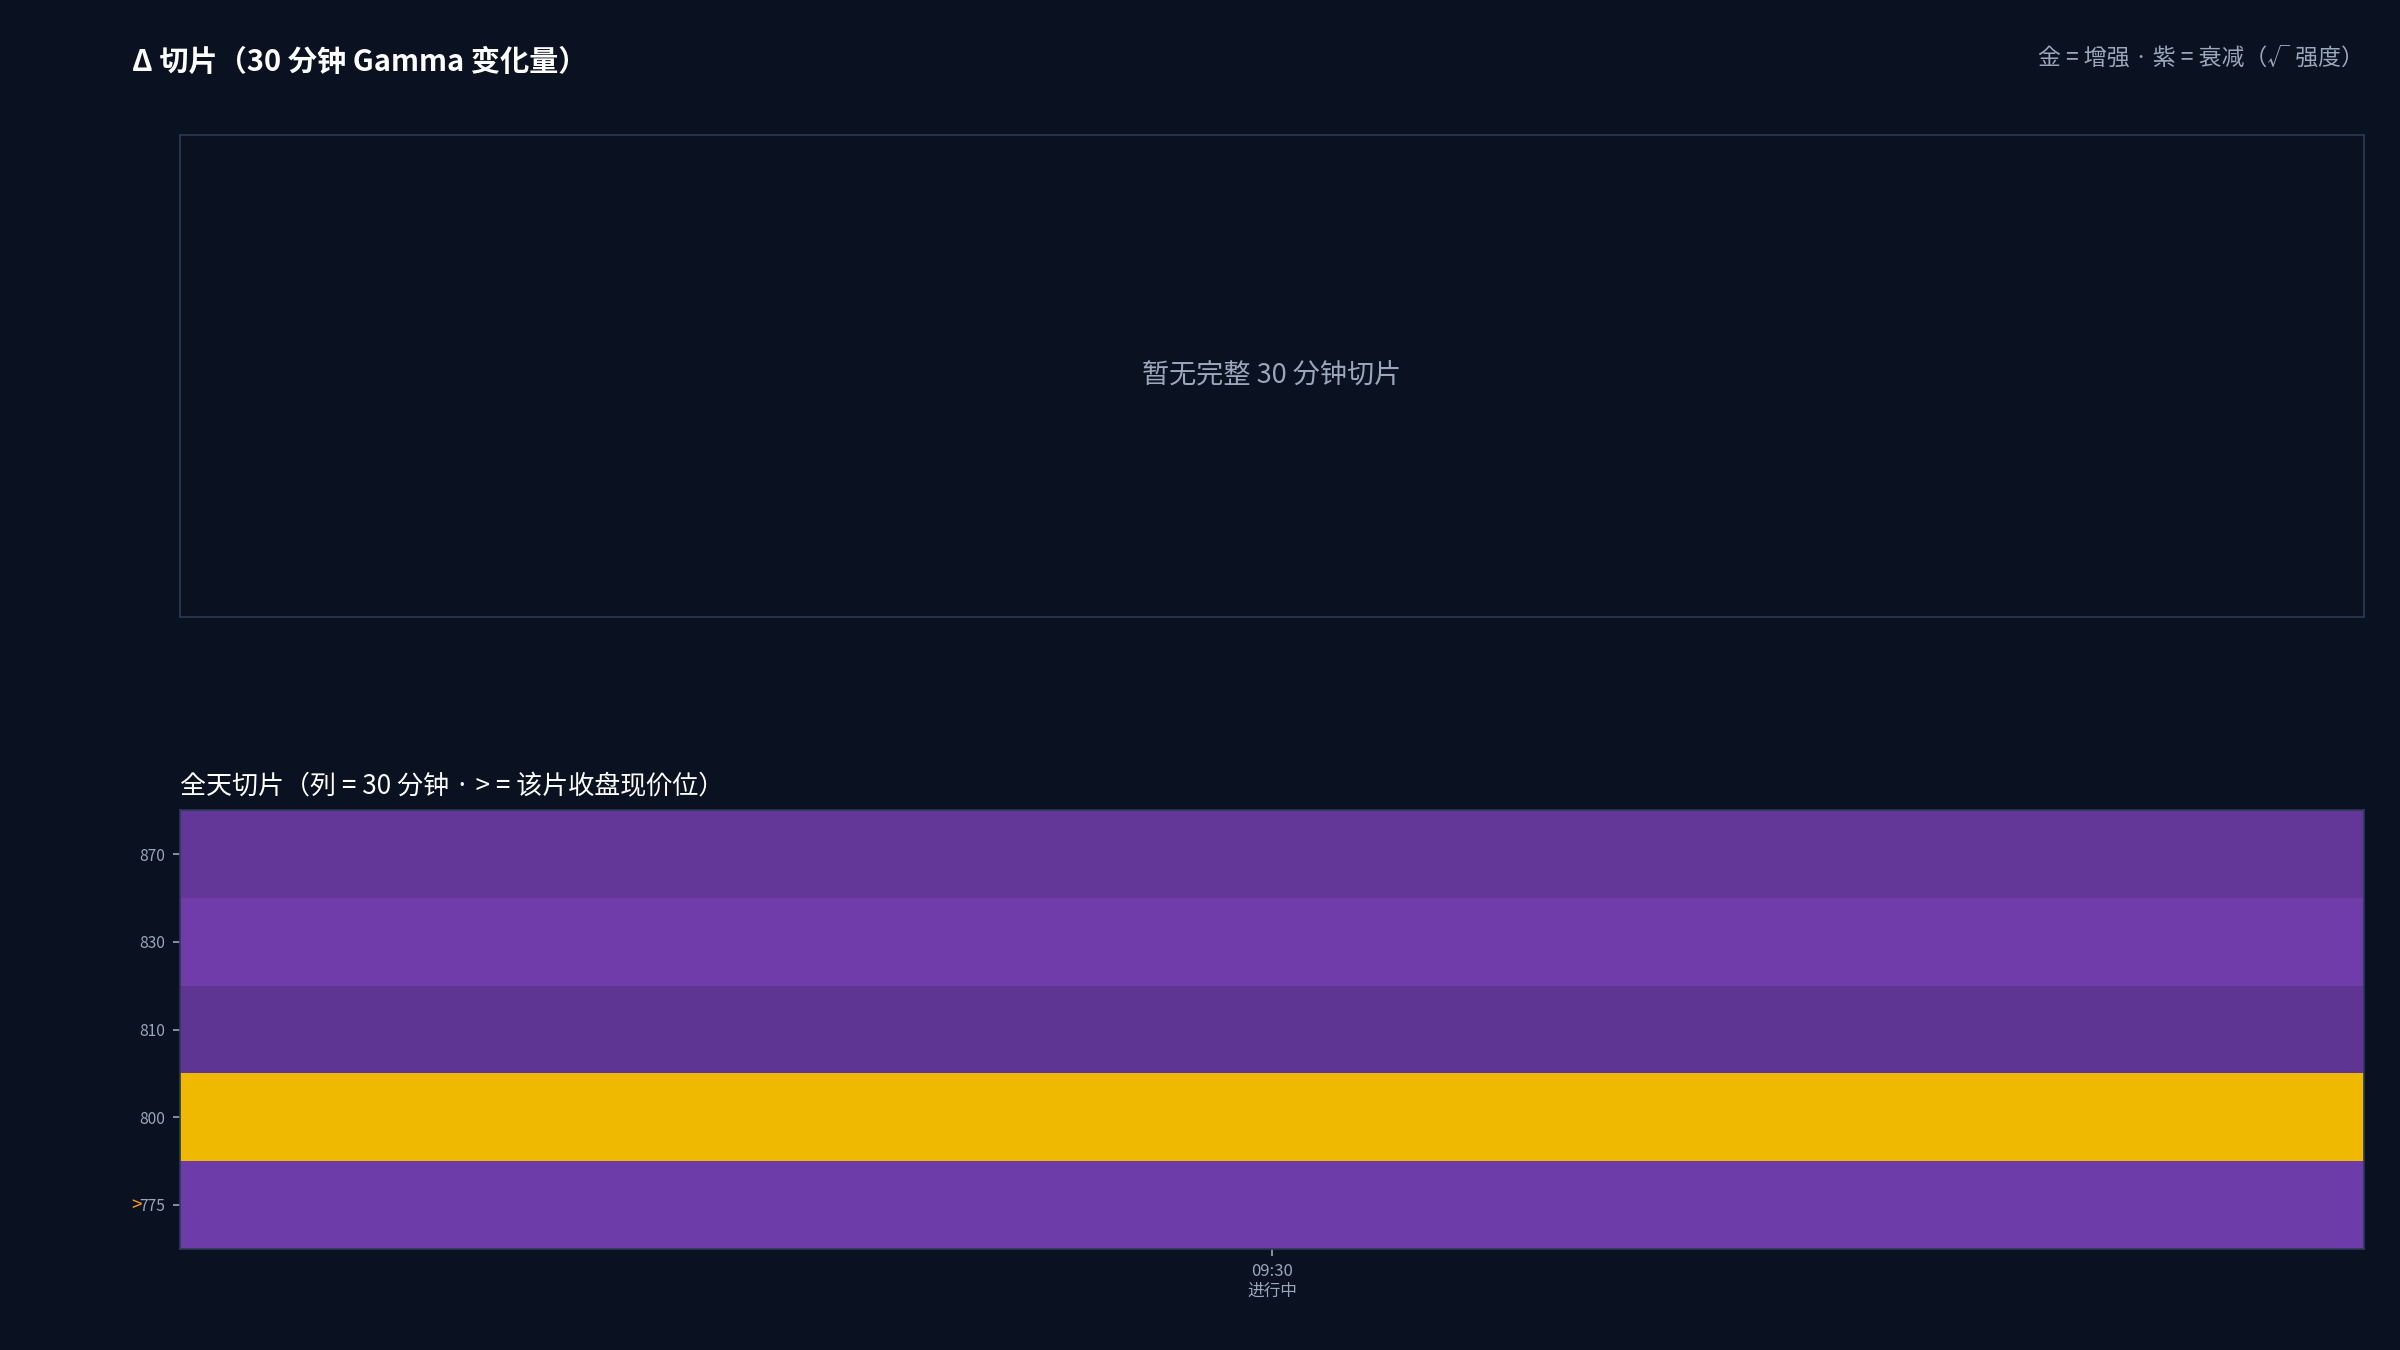 Δ 切片（30 分钟 Gamma 变化量）
金 = 增强 · 紫 = 衰减（√ 强度）
暂无完整 30 分钟切片
全天切片（列 = 30 分钟 · > = 该片收盘现价位）
870
830
810
800
>775
09:30
进行中